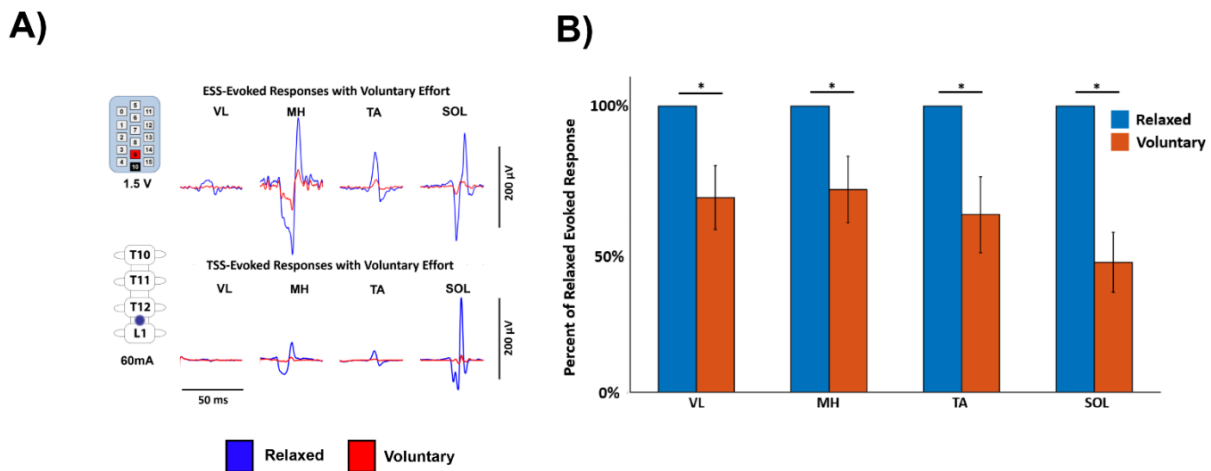 A)
ESS-Evoked Responses with Voluntary Effort
VL MH TA SOL
5
0 11
6
1 12
7
2 13
8
3 14
9
4 15
10
1.5 V
200 µV
TSS-Evoked Responses with Voluntary Effort
VL MH TA SOL
T10
T11
T12
L1
60mA
200 µV
50 ms
Relaxed Voluntary
B)
Percent of Relaxed Evoked Response
100%
50%
0%
* * * *
Relaxed
Voluntary
VL MH TA SOL